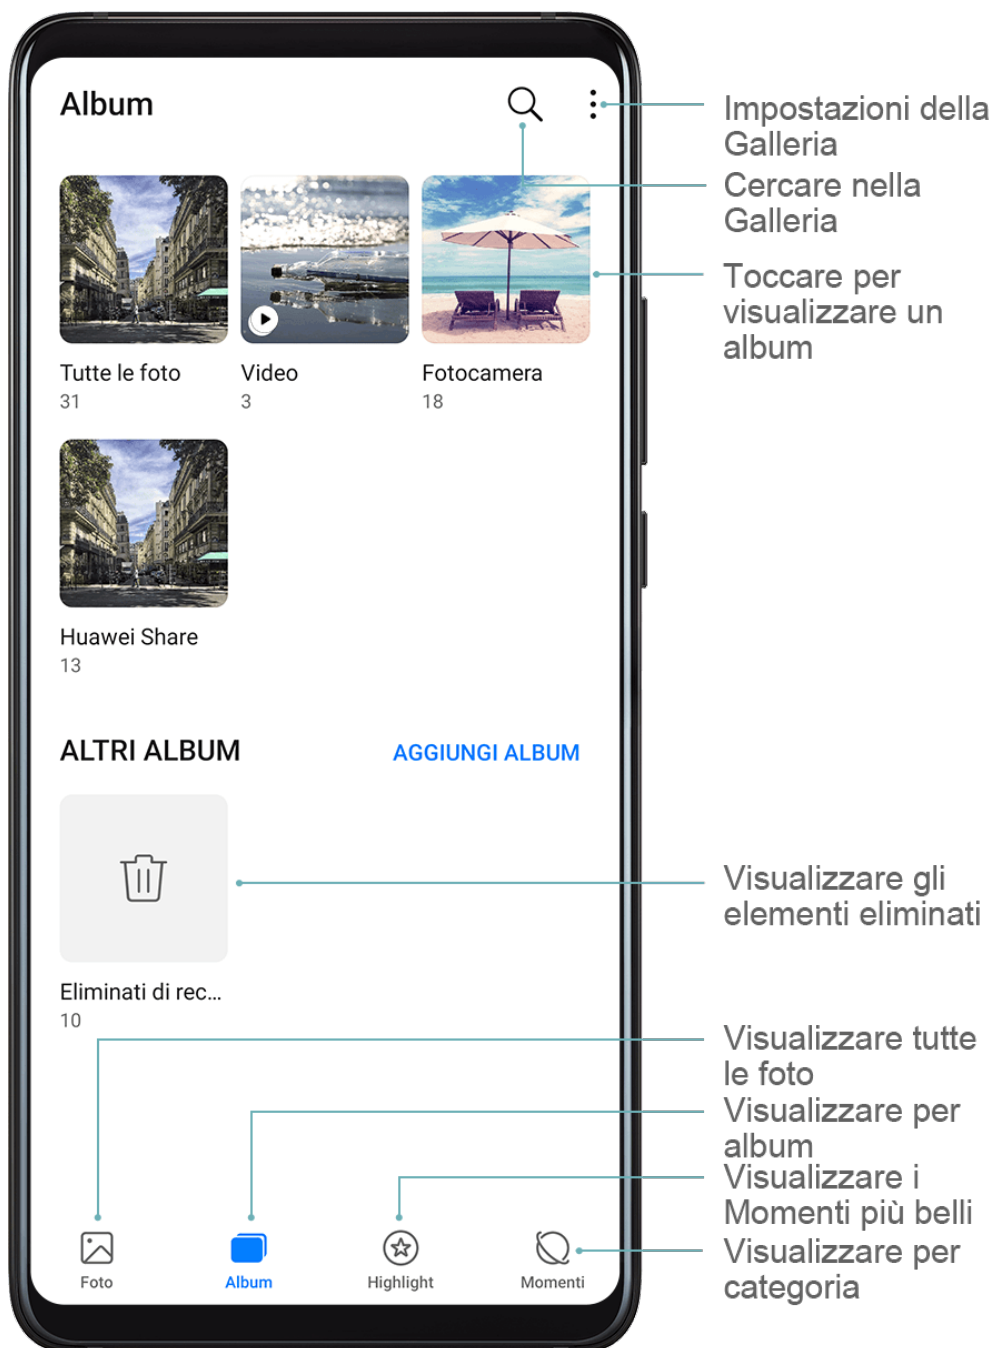 Album
Impostazioni della
Galleria
Cercare nella
Galleria
Toccare per
visualizzare un
album
Tutte le foto
31
Video
3
Fotocamera
18
Huawei Share
13
ALTRI ALBUM
AGGIUNGI ALBUM
Visualizzare gli
elementi eliminati
Eliminati di rec...
10
Visualizzare tutte
le foto
Visualizzare per
album
Visualizzare i
Momenti più belli
Visualizzare per
categoria
Foto
Album
Highlight
Momenti